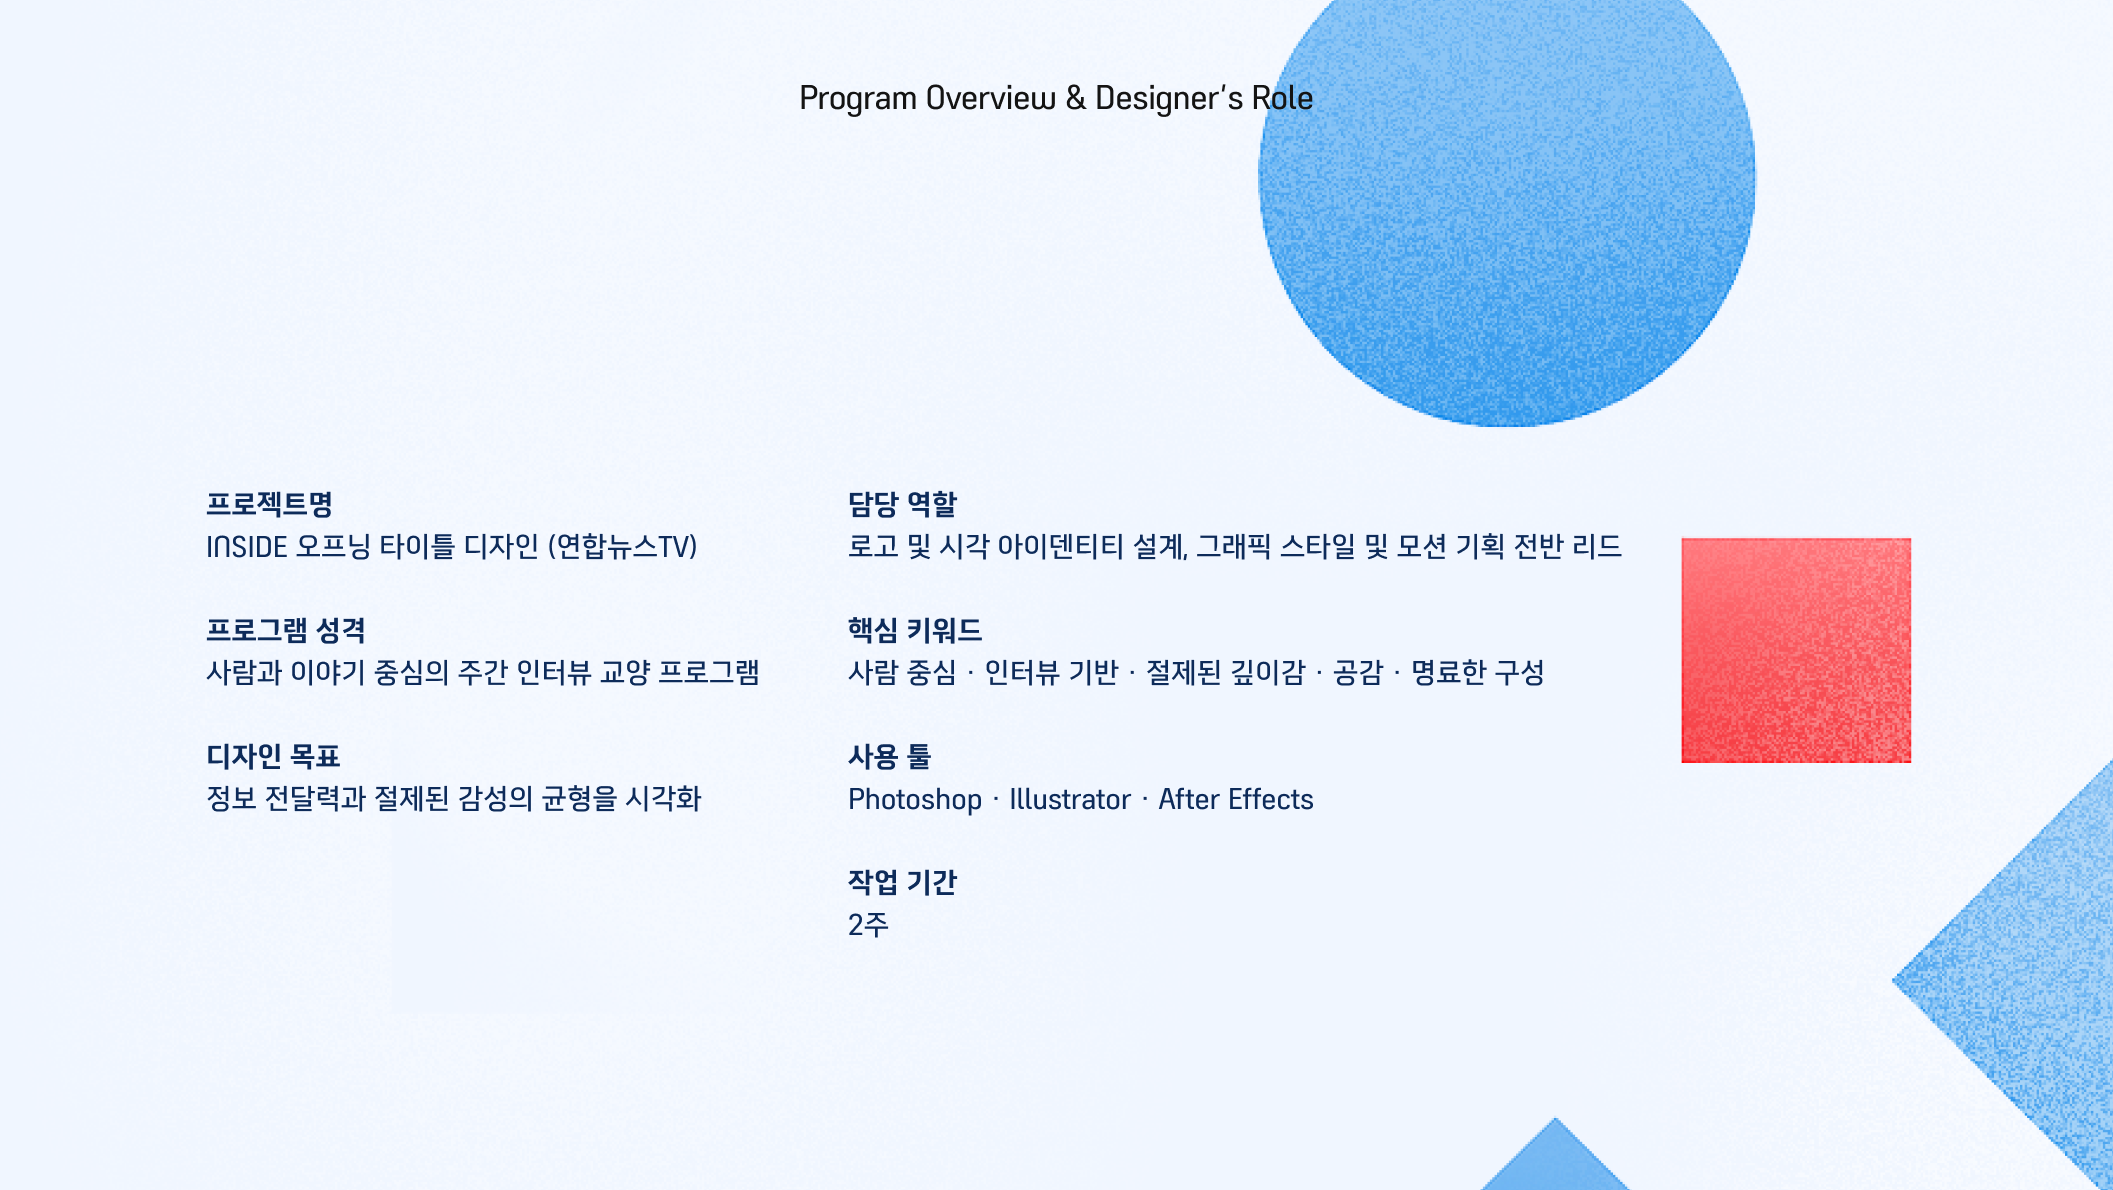 Program Overview & Designer’s Role
프로젝트명
INSIDE 오프닝 타이틀 디자인 (연합뉴스TV)
프로그램 성격
사람과 이야기 중심의 주간 인터뷰 교양 프로그램
디자인 목표
정보 전달력과 절제된 감성의 균형을 시각화
담당 역할
로고 및 시각 아이덴티티 설계, 그래픽 스타일 및 모션 기획 전반 리드
핵심 키워드
사람 중심 · 인터뷰 기반 · 절제된 깊이감 · 공감 · 명료한 구성
사용 툴
Photoshop · Illustrator · After Effects
작업 기간
2주